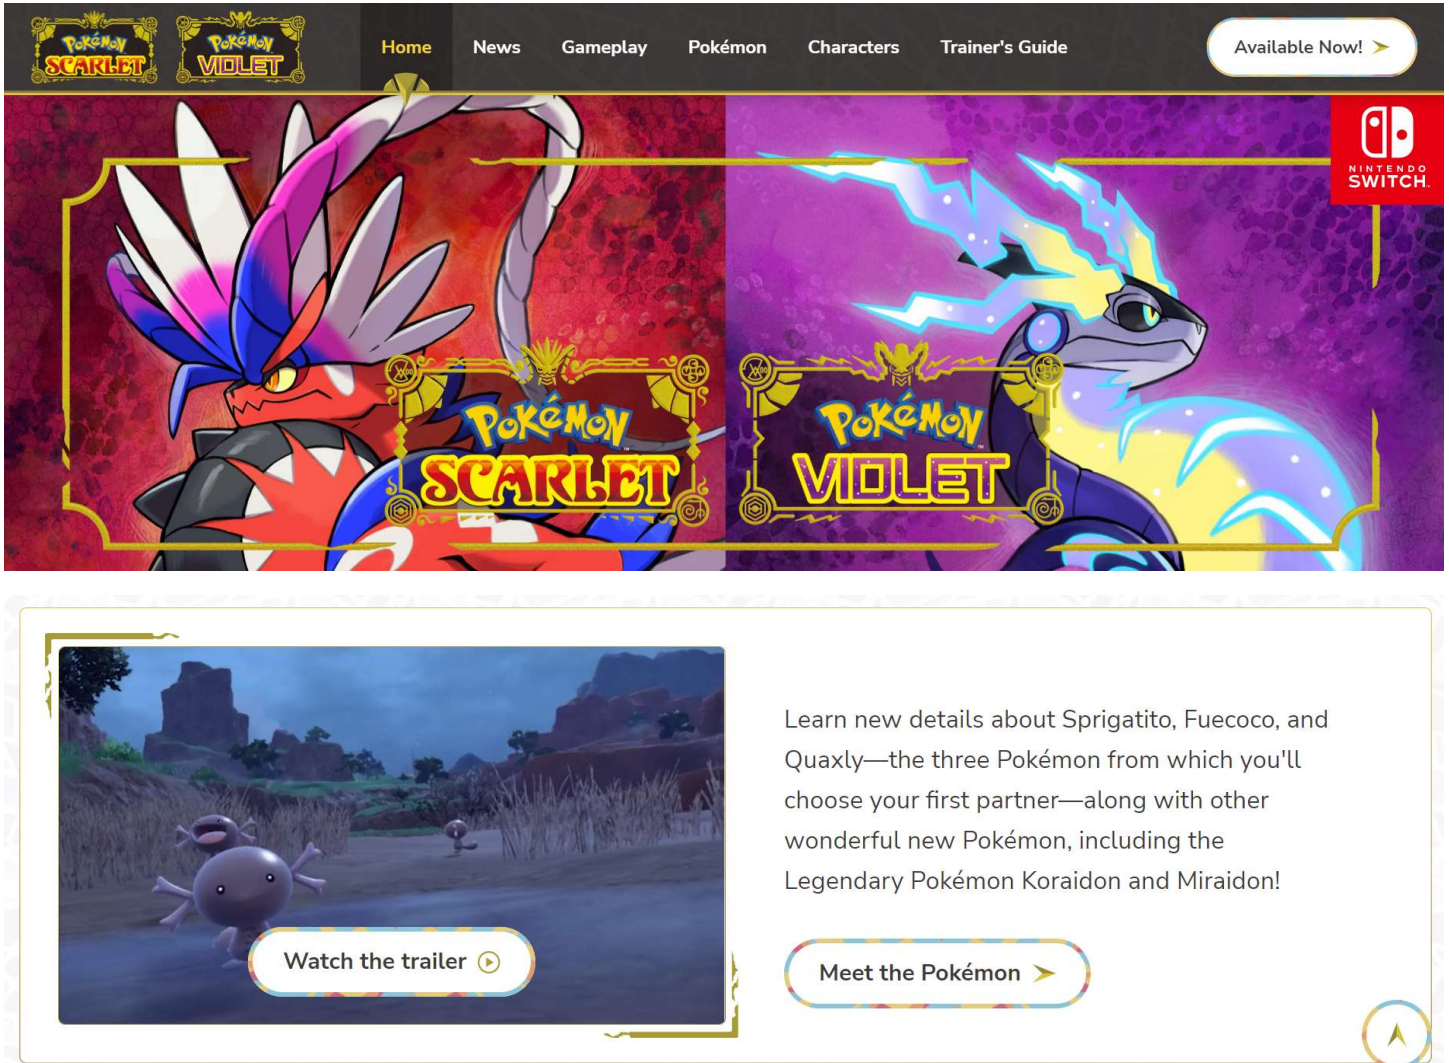 Pokémon
SCARLET
Pokémon
VIOLET
Home
News
Gameplay
Pokémon
Characters
Trainer's Guide
Available Now!
NINTENDO
SWITCH
Pokémon
SCARLET
Pokémon
VIOLET
Learn new details about Sprigatito, Fuecoco, and
Quaxly—the three Pokémon from which you'll
choose your first partner—along with other
wonderful new Pokémon, including the
Legendary Pokémon Koraidon and Miraidon!
Watch the trailer
Meet the Pokémon